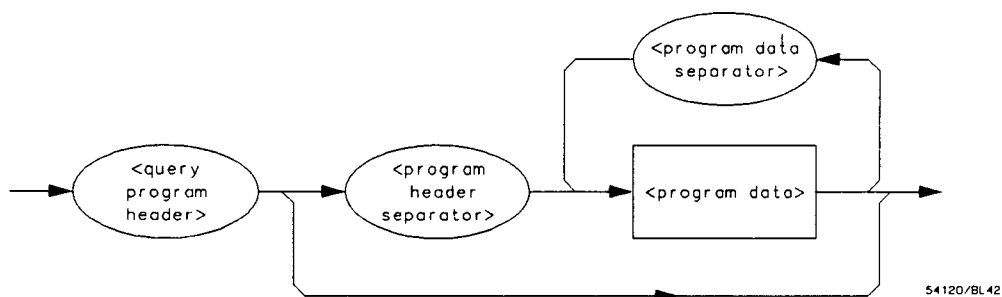 <program data
separator>
<query
program
header>
<program
header
separator>
<program data>
54120/BL42